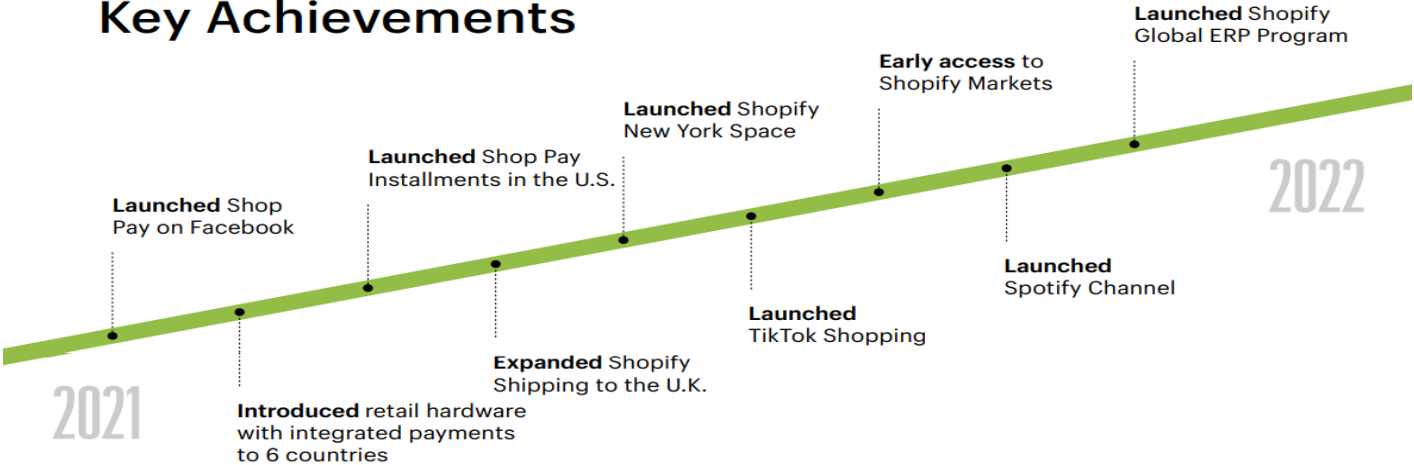 Key Achievements
Launched Shop
Pay on Facebook
Introduced retail hardware
with integrated payments
to 6 countries
Launched Shop Pay
Installments in the U.S.
Expanded Shopify
Shipping to the U.K.
Launched Shopify
New York Space
Launched
TikTok Shopping
Early access to
Shopify Markets
Launched
Spotify Channel
Launched Shopify
Global ERP Program
2021
2022